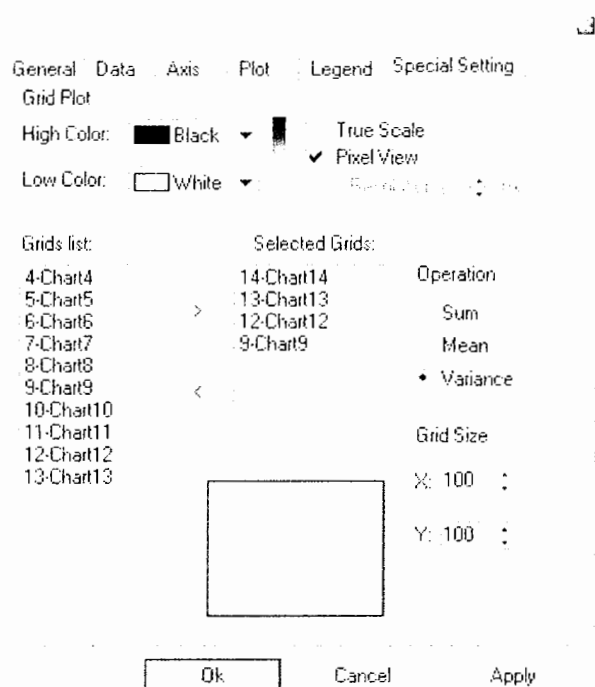 General Data Axis Plot Legend Special Setting
Grid Plot
High Color: Black
True Scale
Pixel View
Low Color: White
Grids list:
Selected Grids:
4-Chart4
5-Chart5
6-Chart6
7-Chart7
8-Chart8
9-Chart9
10-Chart10
11-Chart11
12-Chart12
13-Chart13
>
<
14-Chart14
13-Chart13
12-Chart12
9-Chart9
Operation
Sum
Mean
Variance
Grid Size
X: 100
Y: 100
Ok Cancel Apply